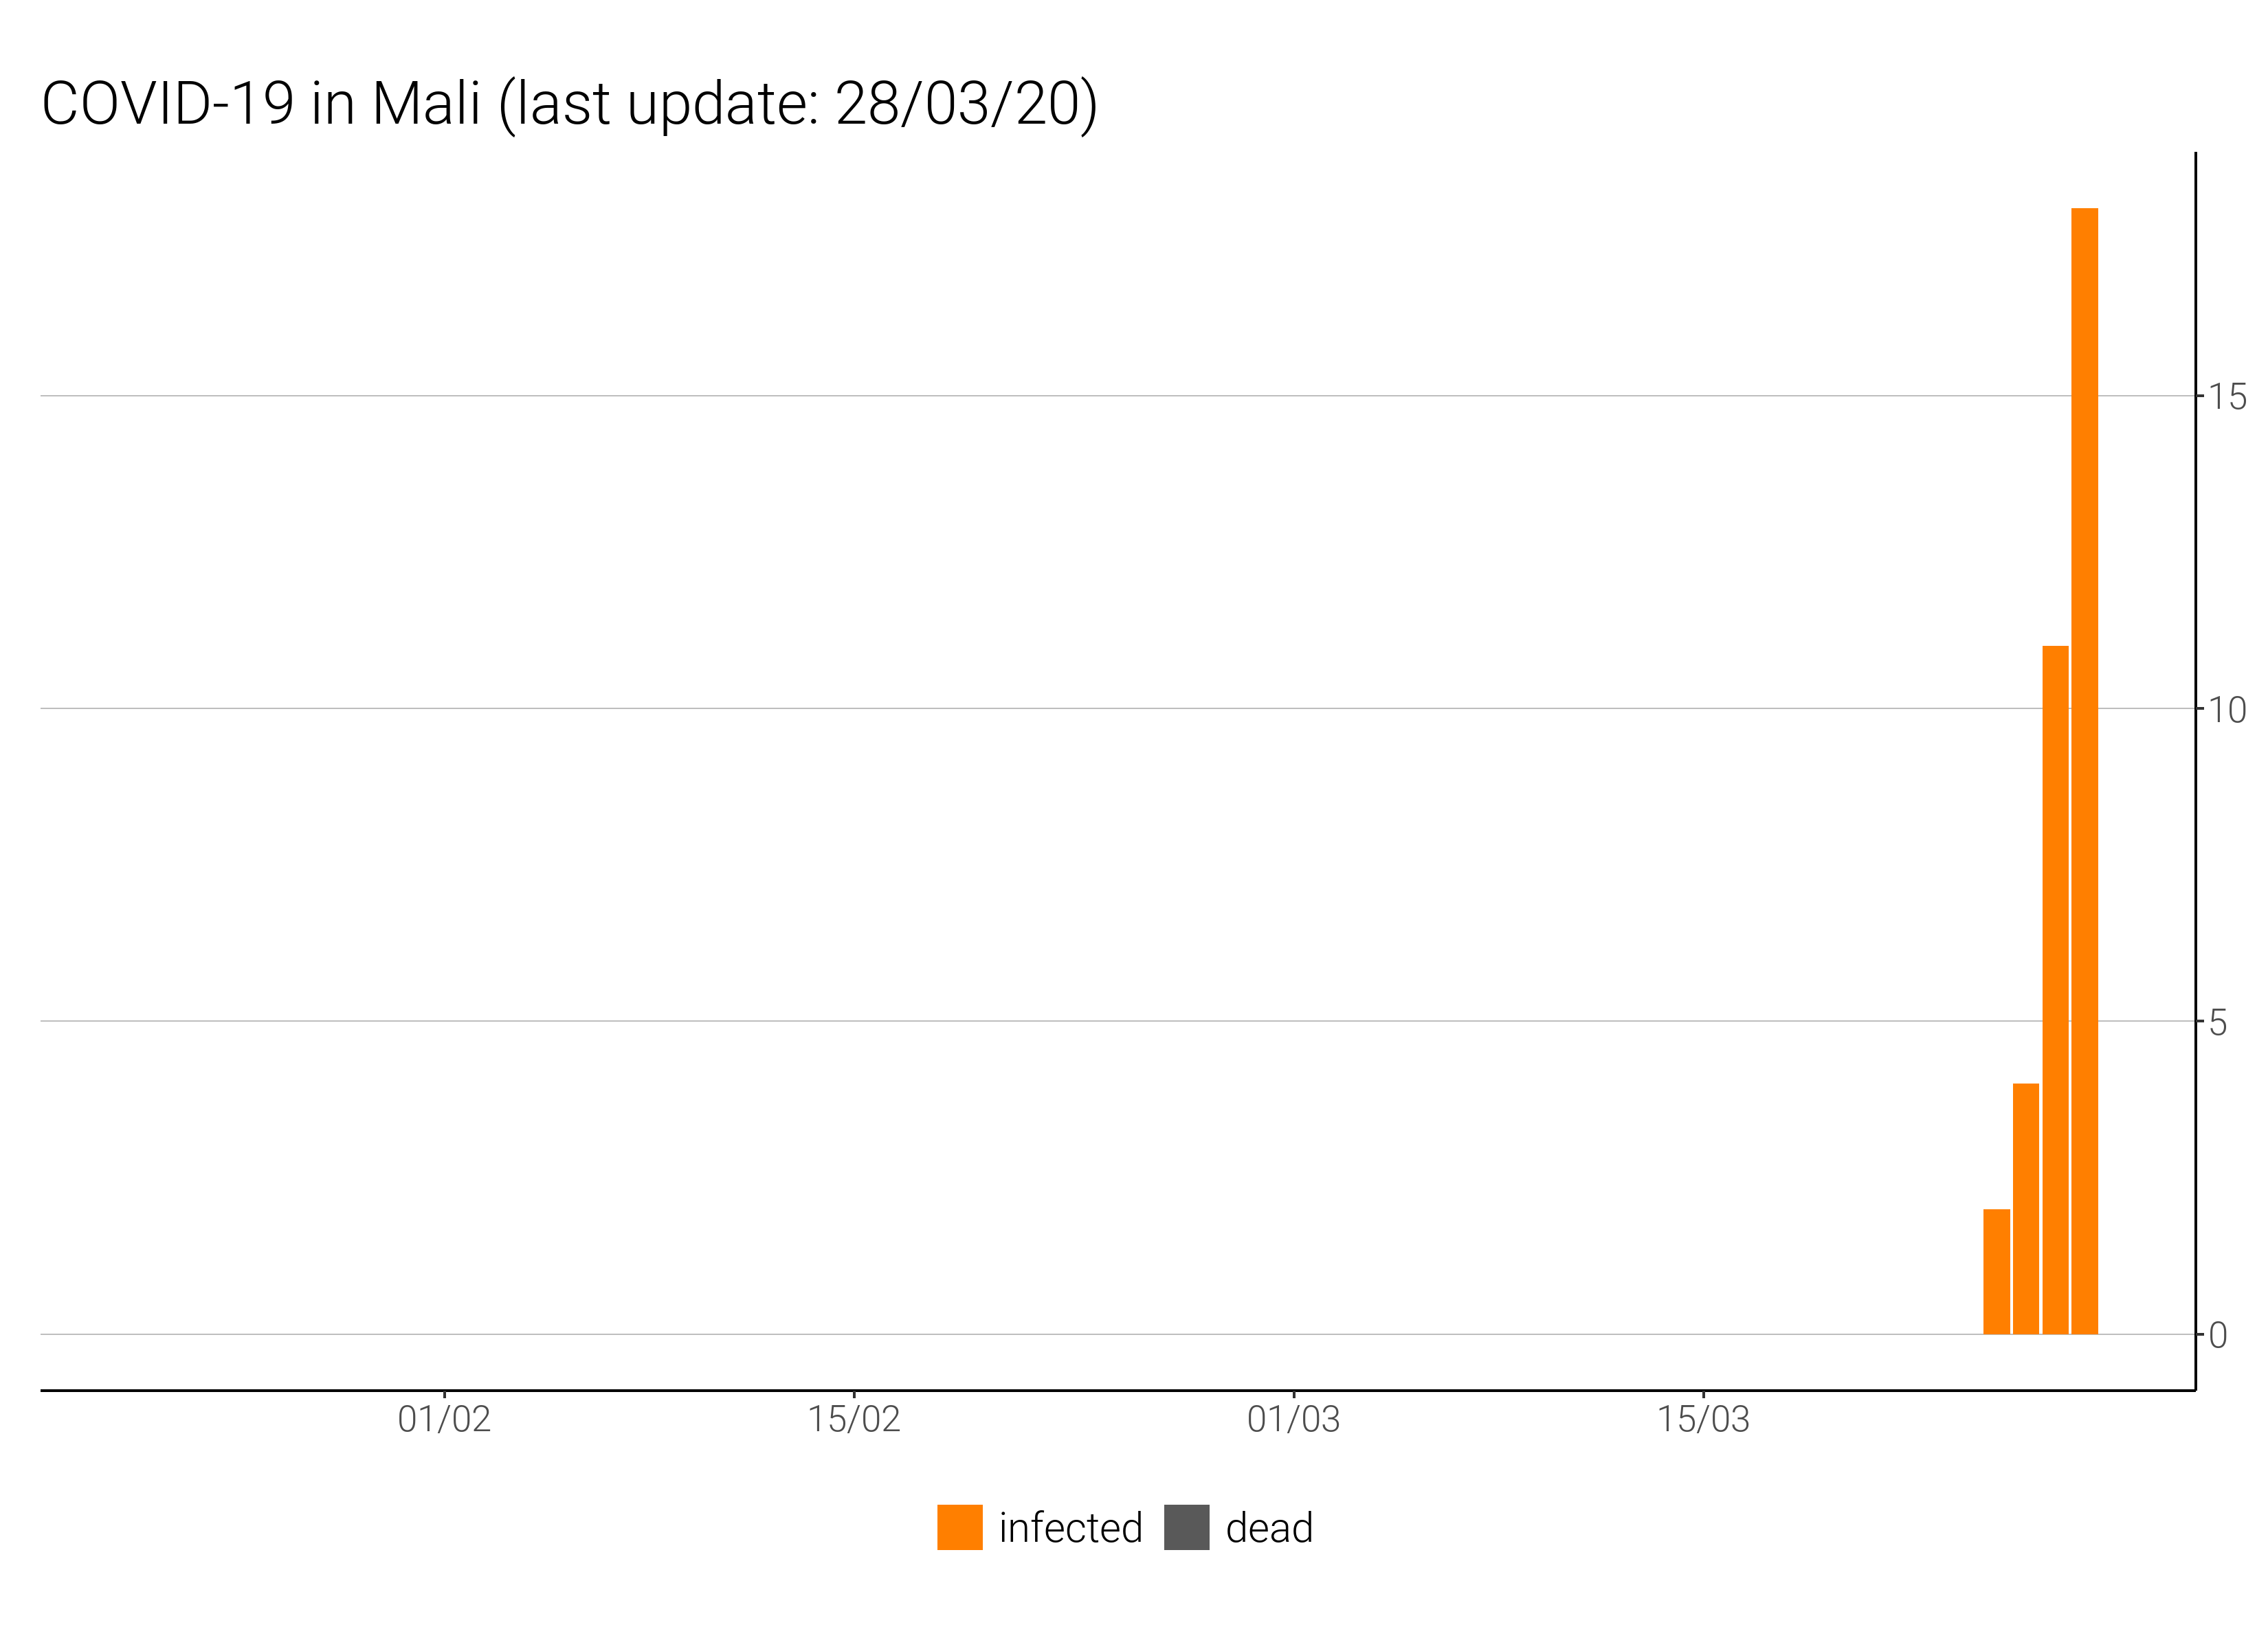 COVID-19 in Mali (last update: 28/03/20)
15
10
5
0
01/02 15/02 01/03 15/03
infected dead